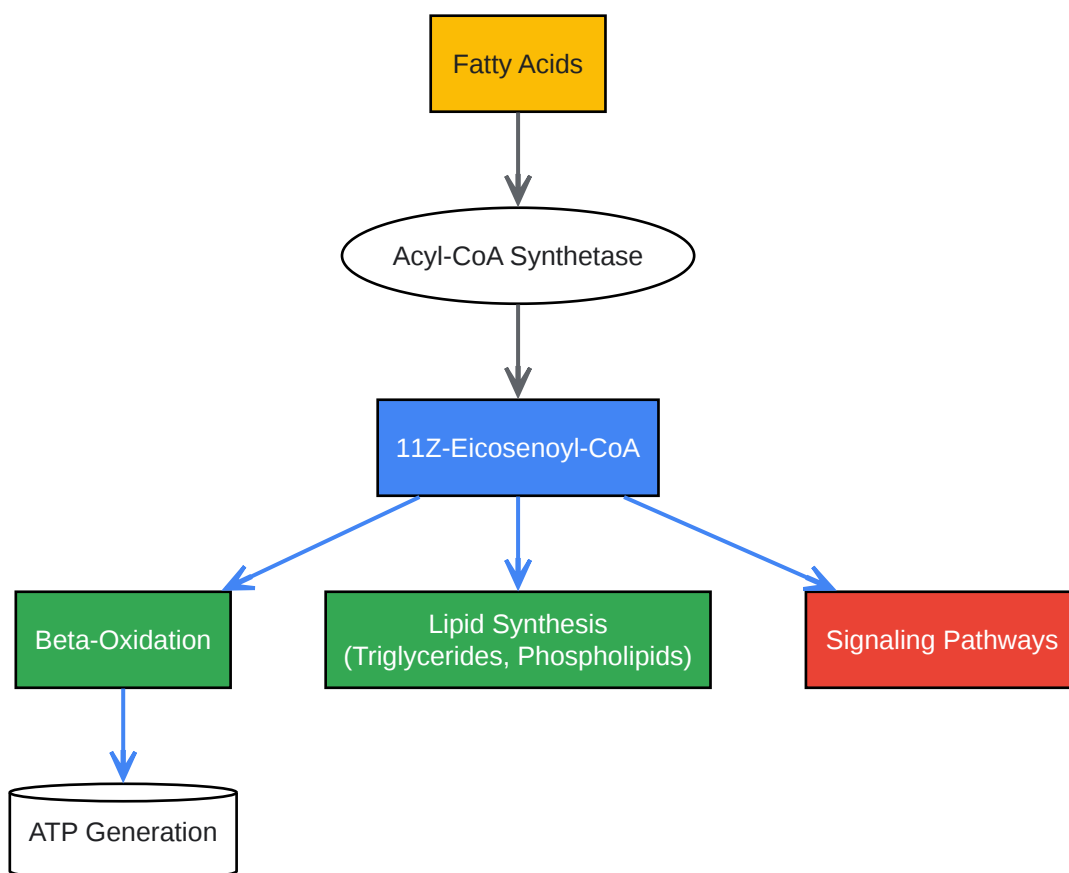 Fatty Acids
Acyl-CoA Synthetase
11Z-Eicosenoyl-CoA
Beta-Oxidation
Lipid Synthesis
(Triglycerides, Phospholipids)
Signaling Pathways
ATP Generation